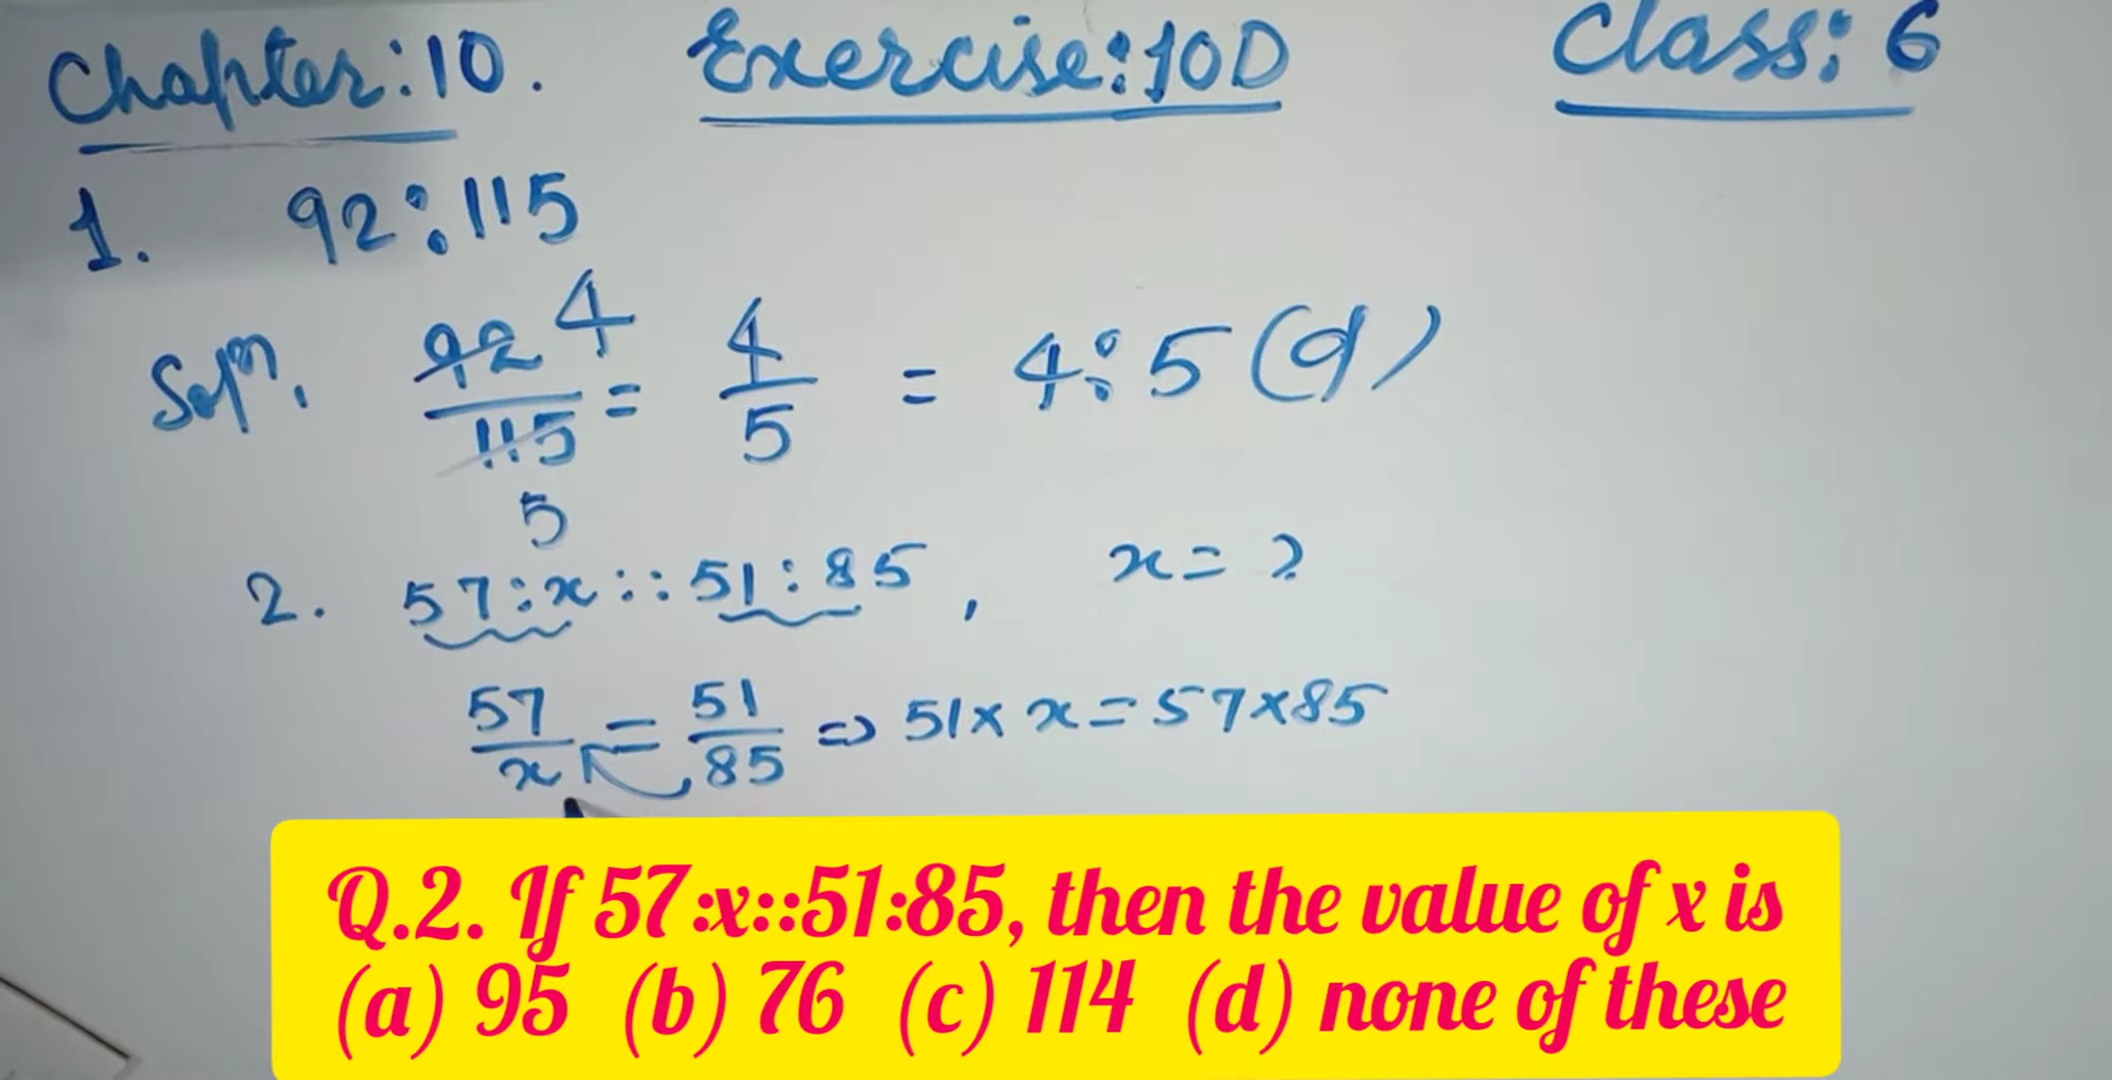 Chapter:10. Exercise:10D Class: 6
1. 92:115
Solⁿ. 92/115 4 5 = 4/5 = 4:5 (d)
2. 57:x::51:85, x=?
57/x = 51/85 => 51×x=57×85
Q.2. If 57:x::51:85, then the value of x is
(a) 95 (b) 76 (c) 114 (d) none of these